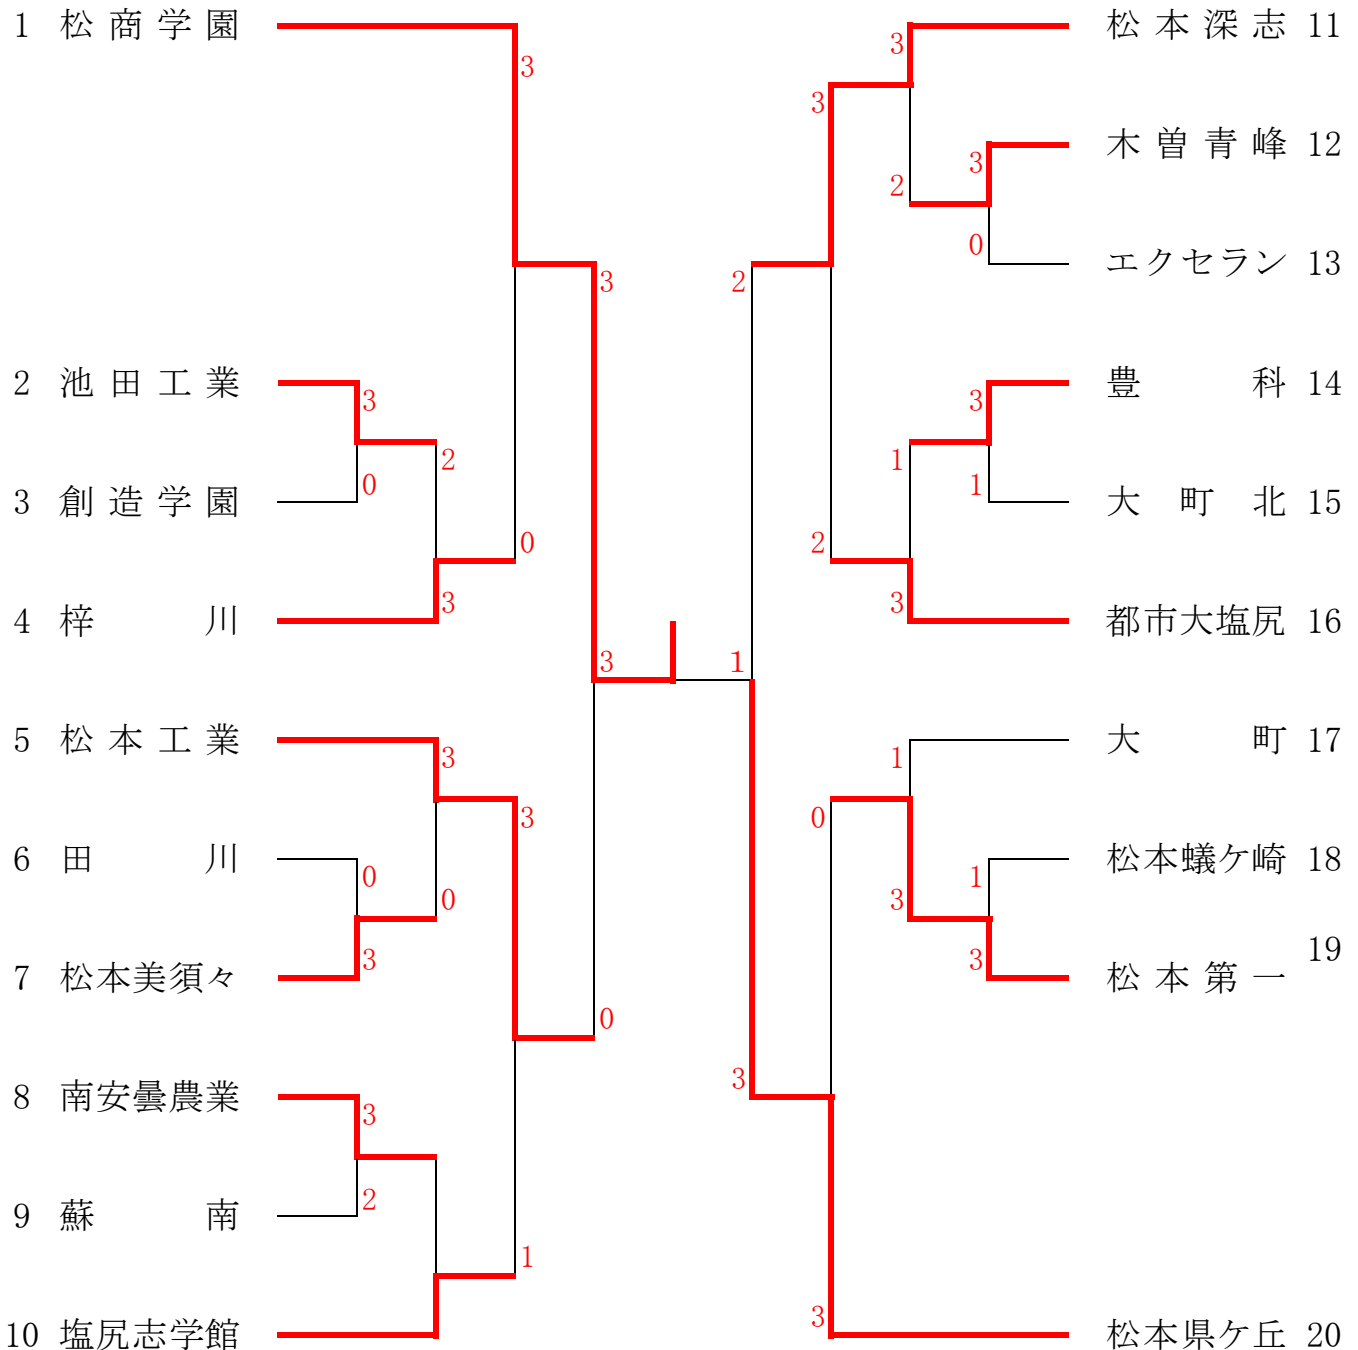 1 松商学園
3
2 池田工業
3
2
3 創造学園
0
0
4 梓川
3
3
3
5 松本工業
3
3
6 田川
0
0
7 松本美須々
3
0
8 南安曇農業
3
9 蘇南
2
1
10 塩尻志学館
松本深志 11
3
3
木曽青峰 12
3
2
エクセラン 13
0
2
豊科 14
3
1
大町北 15
1
2
都市大塩尻 16
3
1
大町 17
1
0
松本蟻ケ崎 18
1
3
19
松本第一
3
3
3
松本県ケ丘 20